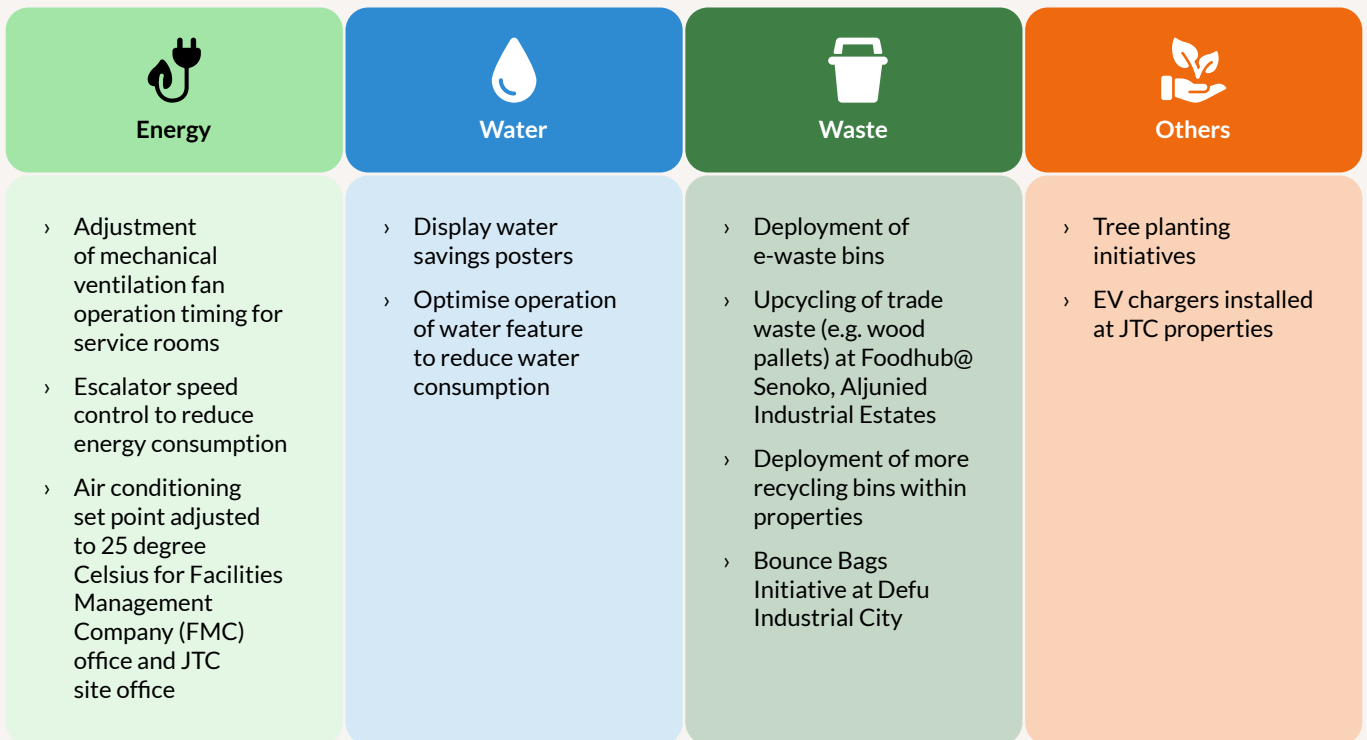 Energy
› Adjustment
of mechanical
ventilation fan
operation timing for
service rooms
› Escalator speed
control to reduce
energy consumption
› Air conditioning
set point adjusted
to 25 degree
Celsius for Facilities
Management
Company (FMC)
office and JTC
site office
Water
› Display water
savings posters
› Optimise operation
of water feature
to reduce water
consumption
Waste
› Deployment of
e-waste bins
› Upcycling of trade
waste (e.g. wood
pallets) at Foodhub@
Senoko, Aljunied
Industrial Estates
› Deployment of more
recycling bins within
properties
› Bounce Bags
Initiative at Defu
Industrial City
Others
› Tree planting
initiatives
› EV chargers installed
at JTC properties